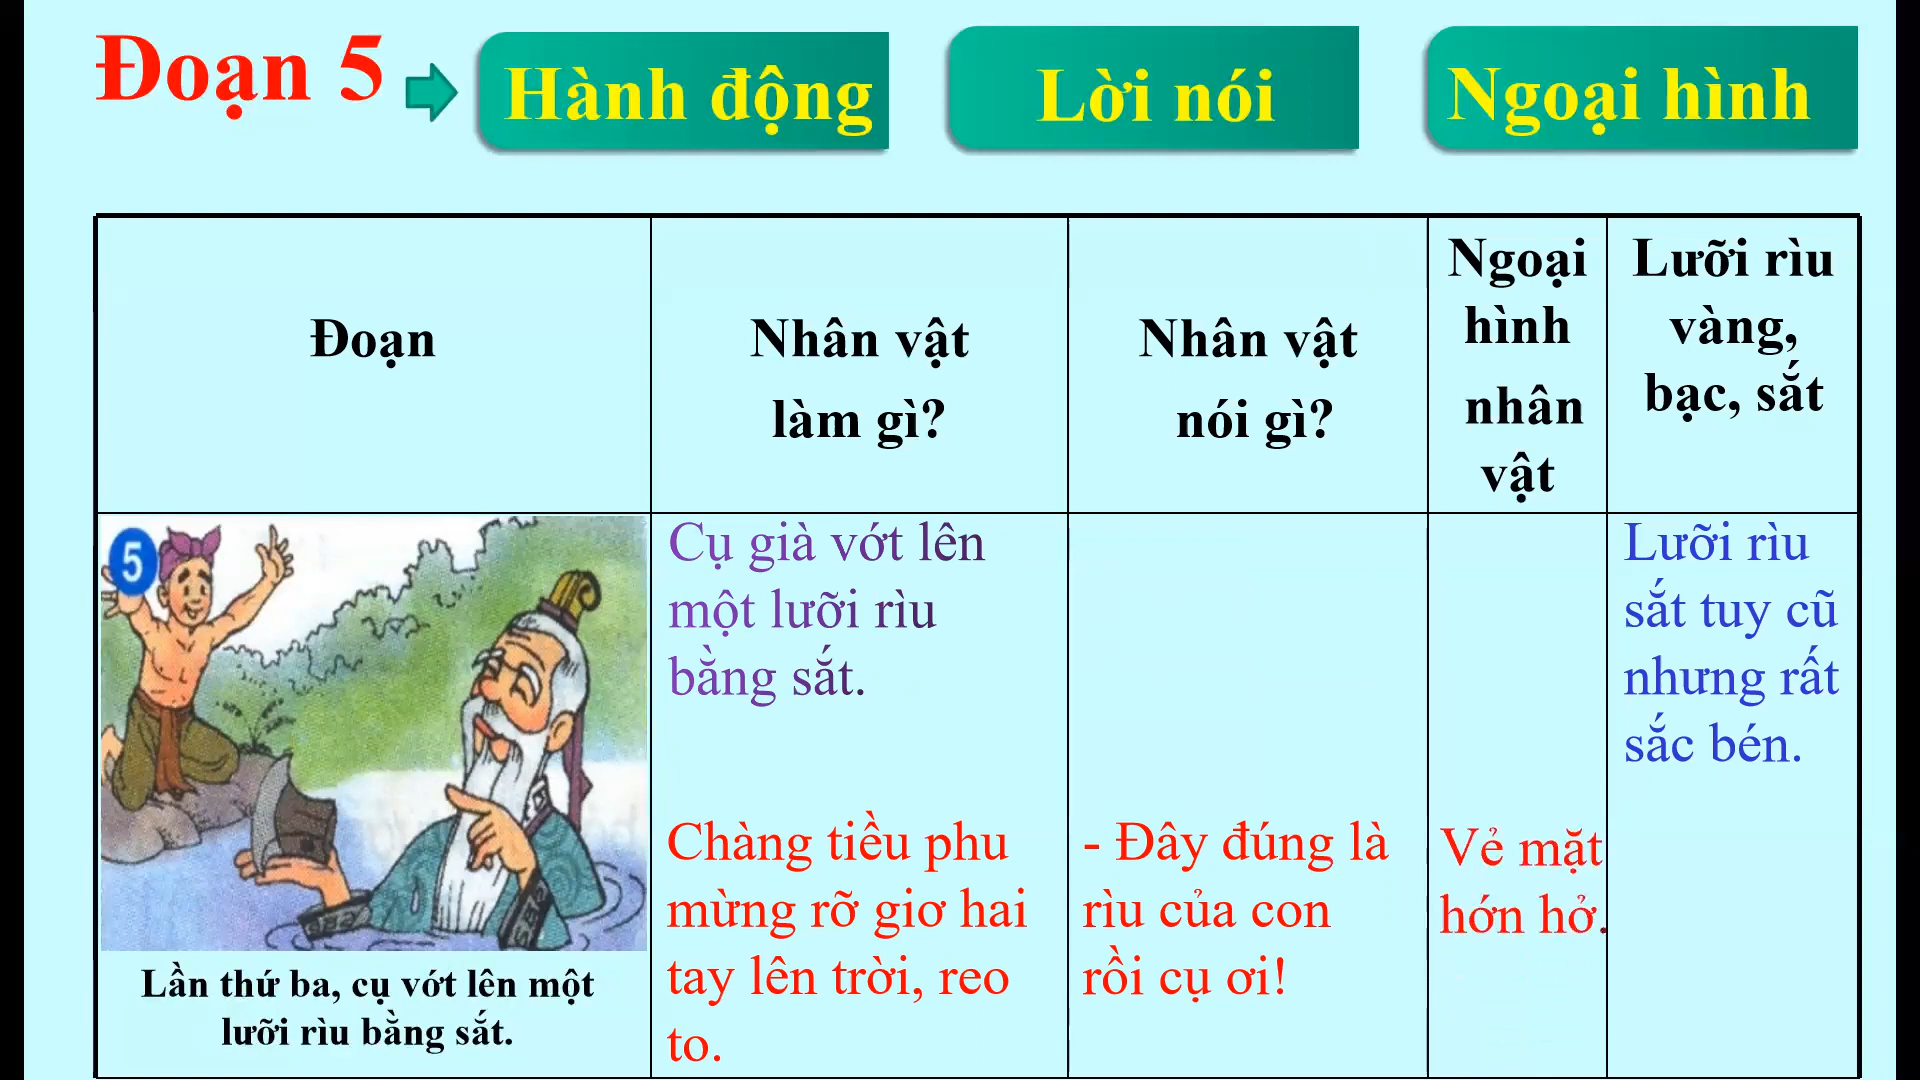 Đoạn 5
Hành động
Lời nói
Ngoại hình
Đoạn
Nhân vật
làm gì?
Nhân vật
nói gì?
Ngoại
hình
nhân
vật
Lưỡi rìu
vàng,
bạc, sắt
5
Lần thứ ba, cụ vớt lên một
lưỡi rìu bằng sắt.
Cụ già vớt lên
một lưỡi rìu
bằng sắt.
Chàng tiều phu
mừng rỡ giơ hai
tay lên trời, reo
to.
- Đây đúng là
rìu của con
rồi cụ ơi!
Vẻ mặt
hớn hở.
Lưỡi rìu
sắt tuy cũ
nhưng rất
sắc bén.